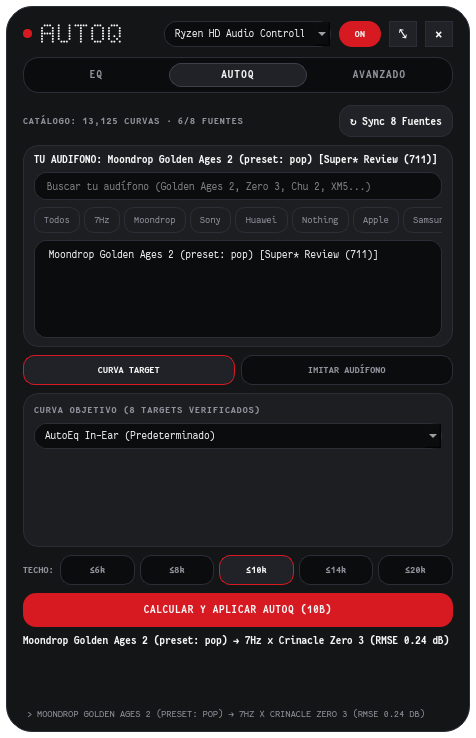 AUTOQ
Ryzen HD Audio Controll
ON
×
EQ
AUTOQ
AVANZADO
CATÁLOGO: 13,125 CURVAS · 6/8 FUENTES
↻ Sync 8 Fuentes
TU AUDIFONO: Moondrop Golden Ages 2 (preset: pop) [Super* Review (711)]
Buscar tu audífono (Golden Ages 2, Zero 3, Chu 2, XM5...)
Todos
7Hz
Moondrop
Sony
Huawei
Nothing
Apple
Samsur
Moondrop Golden Ages 2 (preset: pop) [Super* Review (711)]
CURVA TARGET
IMITAR AUDÍFONO
CURVA OBJETIVO (8 TARGETS VERIFICADOS)
AutoEq In-Ear (Predeterminado)
TECHO:
≤6k
≤8k
≤10k
≤14k
≤20k
CALCULAR Y APLICAR AUTOQ (10B)
Moondrop Golden Ages 2 (preset: pop) → 7Hz x Crinacle Zero 3 (RMSE 0.24 dB)
> MOONDROP GOLDEN AGES 2 (PRESET: POP) → 7HZ X CRINACLE ZERO 3 (RMSE 0.24 DB)